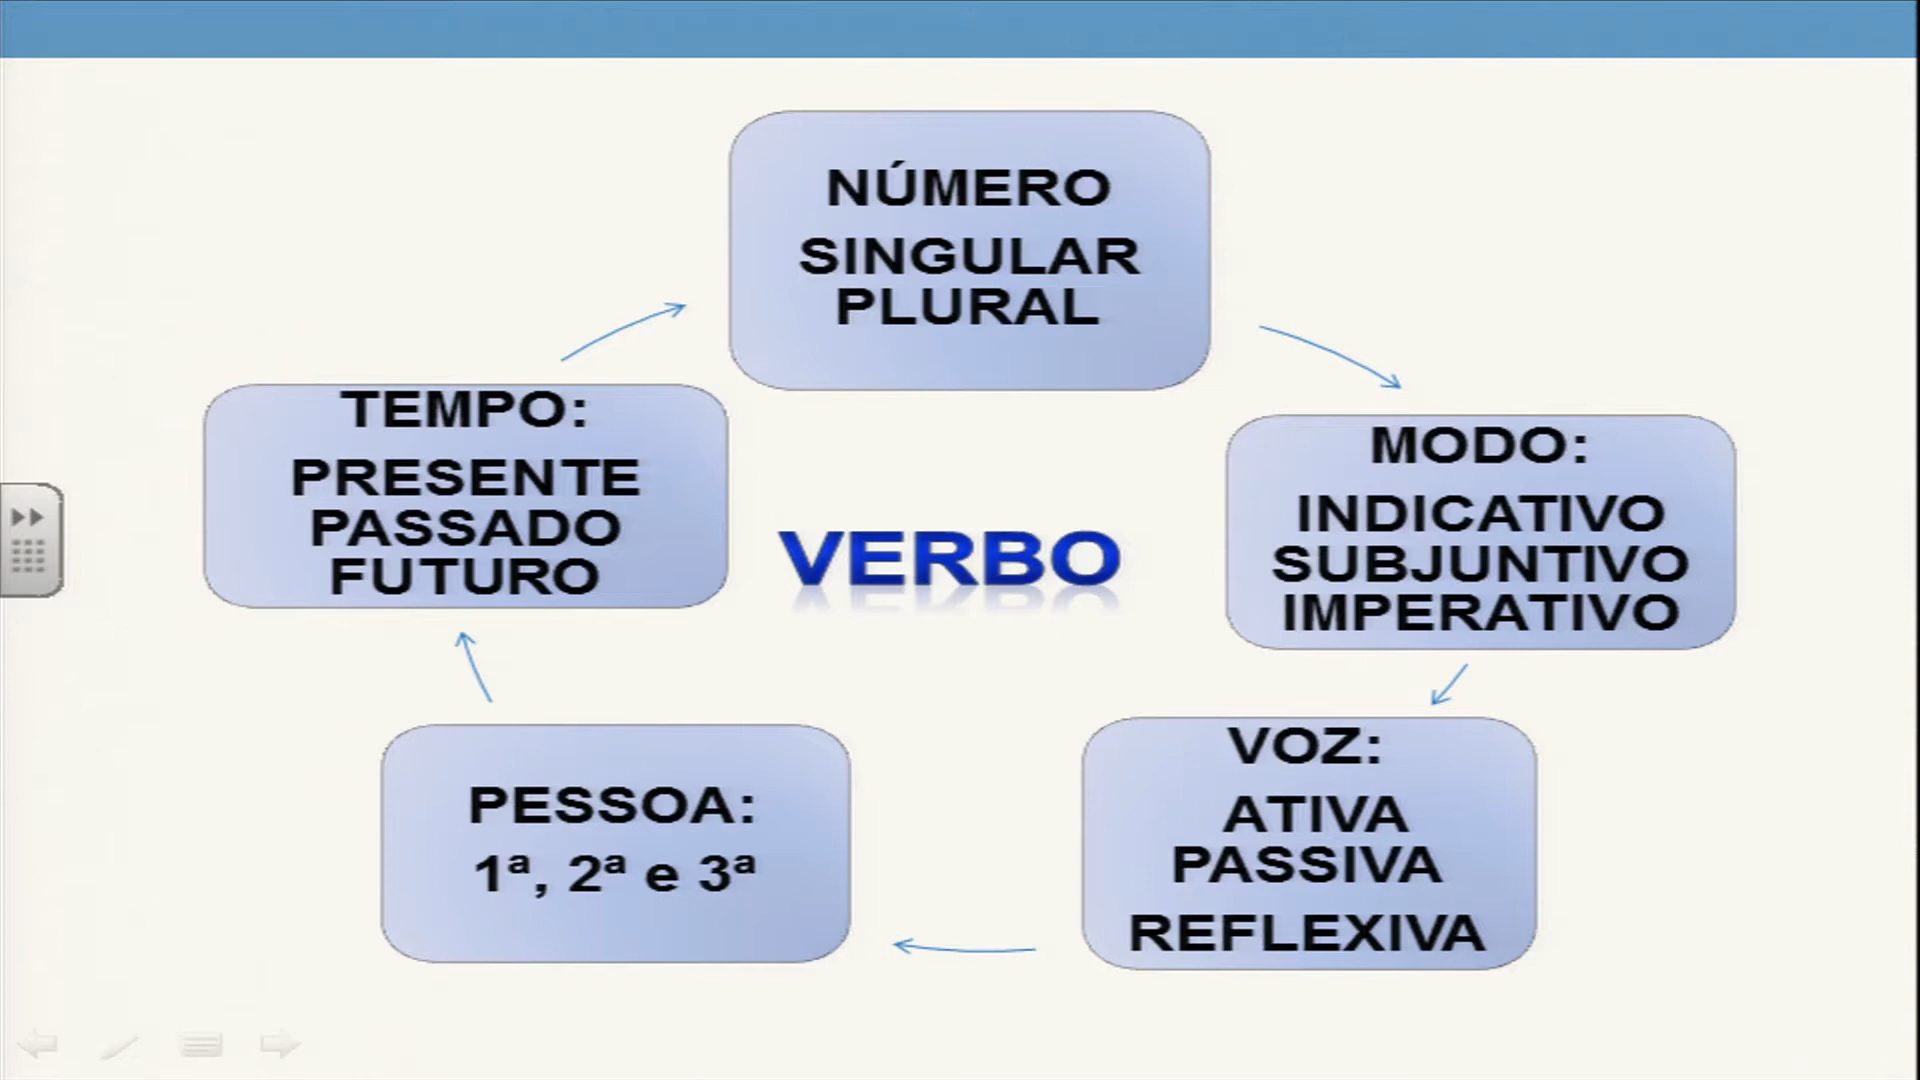 NÚMERO
SINGULAR
PLURAL
TEMPO:
PRESENTE
PASSADO
FUTURO
VERBO
MODO:
INDICATIVO
SUBJUNTIVO
IMPERATIVO
PESSOA:
1ª, 2ª e 3ª
VOZ:
ATIVA
PASSIVA
REFLEXIVA